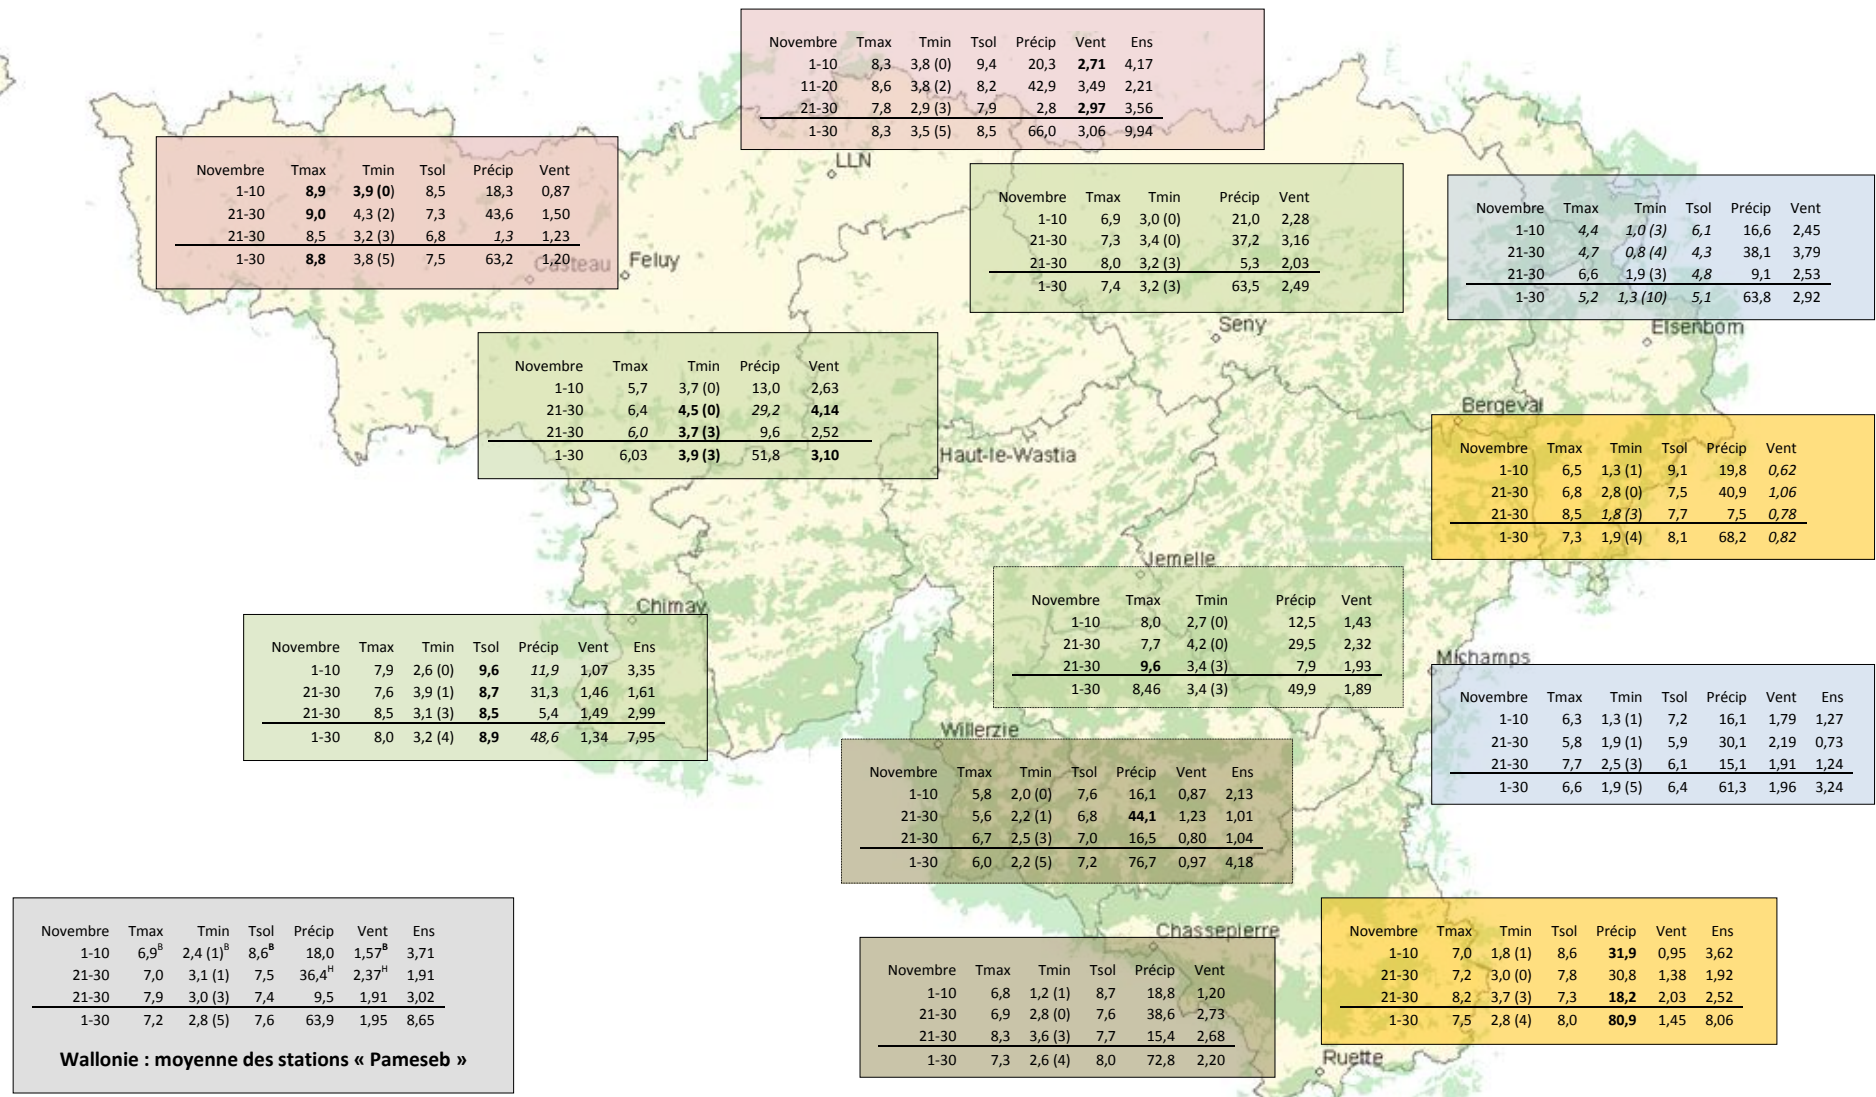 Novembre Tmax Tmin Tsol Précip Vent Ens
1-10 8,3 3,8 (0) 9,4 20,3 2,71 4,17
11-20 8,6 3,8 (2) 8,2 42,9 3,49 2,21
21-30 7,8 2,9 (3) 7,9 2,8 2,97 3,56
1-30 8,3 3,5 (5) 8,5 66,0 3,06 9,94
LLN
Novembre Tmax Tmin Tsol Précip Vent
1-10 8,9 3,9 (0) 8,5 18,3 0,87
21-30 9,0 4,3 (2) 7,3 43,6 1,50
21-30 8,5 3,2 (3) 6,8 1,3 1,23
1-30 8,8 3,8 (5) 7,5 63,2 1,20
Casteau
Feluy
Novembre Tmax Tmin Précip Vent
1-10 6,9 3,0 (0) 21,0 2,28
21-30 7,3 3,4 (0) 37,2 3,16
21-30 8,0 3,2 (3) 5,3 2,03
1-30 7,4 3,2 (3) 63,5 2,49
Seny
Novembre Tmax Tmin Tsol Précip Vent
1-10 4,4 1,0 (3) 6,1 16,6 2,45
21-30 4,7 0,8 (4) 4,3 38,1 3,79
21-30 6,6 1,9 (3) 4,8 9,1 2,53
1-30 5,2 1,3 (10) 5,1 63,8 2,92
Elsenborn
Novembre Tmax Tmin Précip Vent
1-10 5,7 3,7 (0) 13,0 2,63
21-30 6,4 4,5 (0) 29,2 4,14
21-30 6,0 3,7 (3) 9,6 2,52
1-30 6,03 3,9 (3) 51,8 3,10
Haut-le-Wastia
Bergeval
Novembre Tmax Tmin Tsol Précip Vent
1-10 6,5 1,3 (1) 9,1 19,8 0,62
21-30 6,8 2,8 (0) 7,5 40,9 1,06
21-30 8,5 1,8 (3) 7,7 7,5 0,78
1-30 7,3 1,9 (4) 8,1 68,2 0,82
Jemelle
Novembre Tmax Tmin Précip Vent
1-10 8,0 2,7 (0) 12,5 1,43
21-30 7,7 4,2 (0) 29,5 2,32
21-30 9,6 3,4 (3) 7,9 1,93
1-30 8,46 3,4 (3) 49,9 1,89
Chimay
Novembre Tmax Tmin Tsol Précip Vent Ens
1-10 7,9 2,6 (0) 9,6 11,9 1,07 3,35
21-30 7,6 3,9 (1) 8,7 31,3 1,46 1,61
21-30 8,5 3,1 (3) 8,5 5,4 1,49 2,99
1-30 8,0 3,2 (4) 8,9 48,6 1,34 7,95
Michamps
Novembre Tmax Tmin Tsol Précip Vent Ens
1-10 6,3 1,3 (1) 7,2 16,1 1,79 1,27
21-30 5,8 1,9 (1) 5,9 30,1 2,19 0,73
21-30 7,7 2,5 (3) 6,1 15,1 1,91 1,24
1-30 6,6 1,9 (5) 6,4 61,3 1,96 3,24
Willerzie
Novembre Tmax Tmin Tsol Précip Vent Ens
1-10 5,8 2,0 (0) 7,6 16,1 0,87 2,13
21-30 5,6 2,2 (1) 6,8 44,1 1,23 1,01
21-30 6,7 2,5 (3) 7,0 16,5 0,80 1,04
1-30 6,0 2,2 (5) 7,2 76,7 0,97 4,18
Novembre Tmax Tmin Tsol Précip Vent Ens
1-10 6,9B 2,4 (1)B 8,6B 18,0 1,57B 3,71
21-30 7,0 3,1 (1) 7,5 36,4H 2,37H 1,91
21-30 7,9 3,0 (3) 7,4 9,5 1,91 3,02
1-30 7,2 2,8 (5) 7,6 63,9 1,95 8,65
Wallonie : moyenne des stations « Pameseb »
Chassepierre
Novembre Tmax Tmin Tsol Précip Vent
1-10 6,8 1,2 (1) 8,7 18,8 1,20
21-30 6,9 2,8 (0) 7,6 38,6 2,73
21-30 8,3 3,6 (3) 7,7 15,4 2,68
1-30 7,3 2,6 (4) 8,0 72,8 2,20
Novembre Tmax Tmin Tsol Précip Vent Ens
1-10 7,0 1,8 (1) 8,6 31,9 0,95 3,62
21-30 7,2 3,0 (0) 7,8 30,8 1,38 1,92
21-30 8,2 3,7 (3) 7,3 18,2 2,03 2,52
1-30 7,5 2,8 (4) 8,0 80,9 1,45 8,06
Ruette